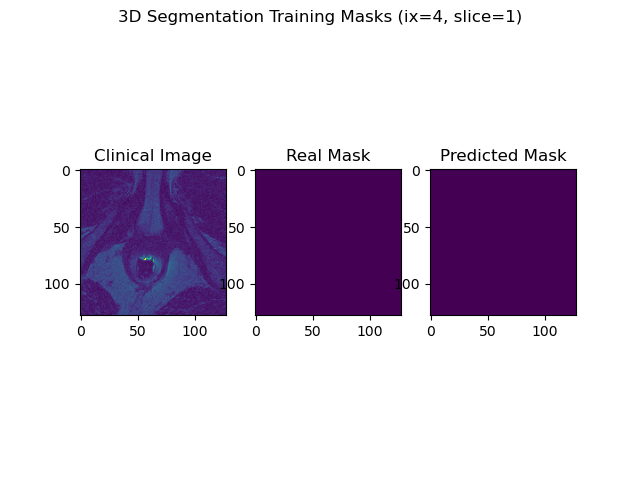 3D Segmentation Training Masks (ix=4, slice=1)
Clinical Image Real Mask Predicted Mask
0 0 0
50 50 50
100 100 100
0 50 100 0 50 100 0 50 100